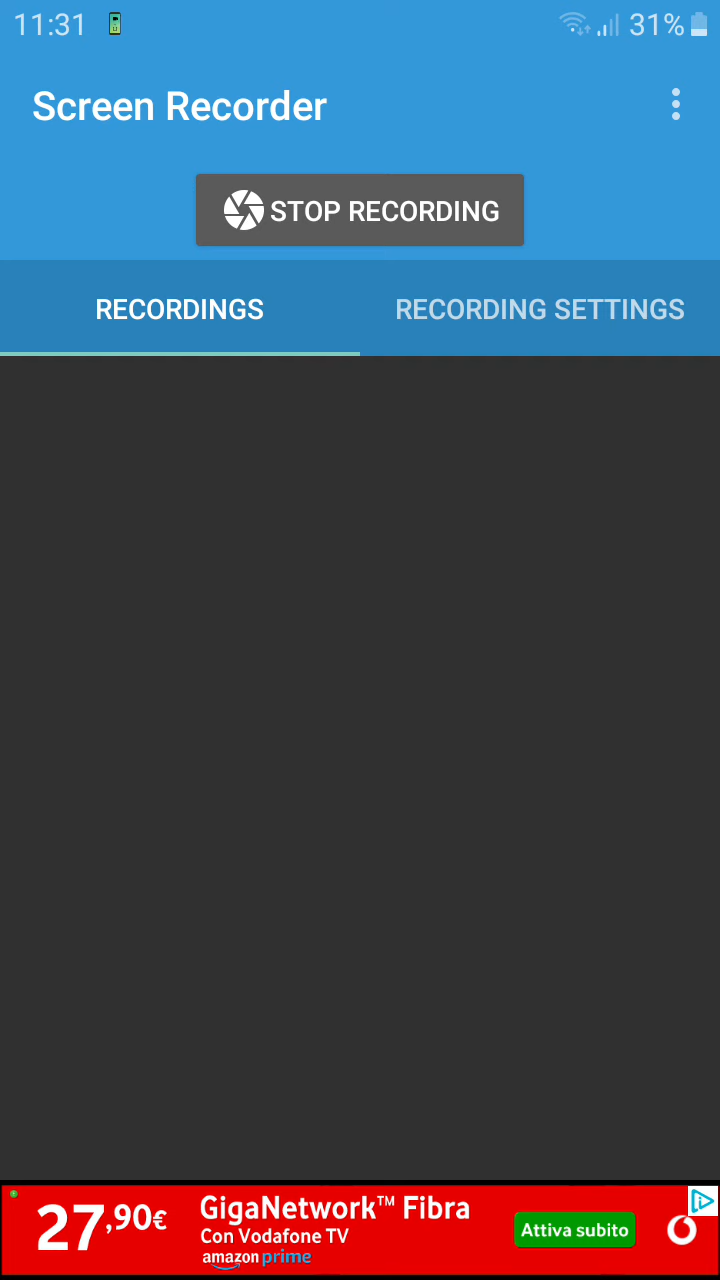 11:31 31%
Screen Recorder
STOP RECORDING
RECORDINGS RECORDING SETTINGS
27,90€
GigaNetwork™ Fibra
Con Vodafone TV
amazon prime
Attiva subito